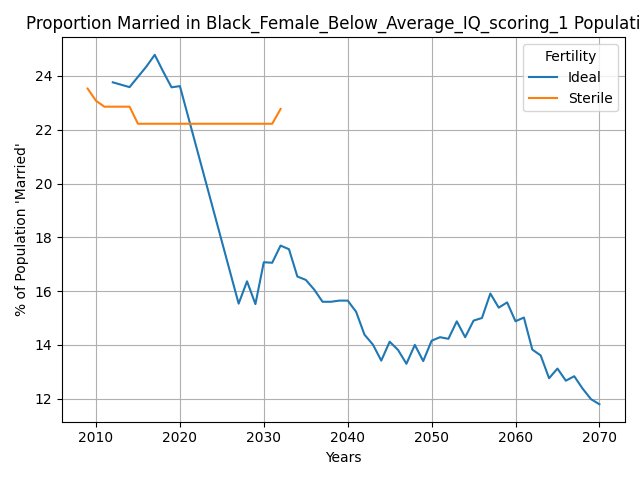 Proportion Married in Black_Female_Below_Average_IQ_scoring_1 Populati
% of Population 'Married'
24
22
20
18
16
14
12
Fertility
Ideal
Sterile
2010 2020 2030 2040 2050 2060 2070
Years